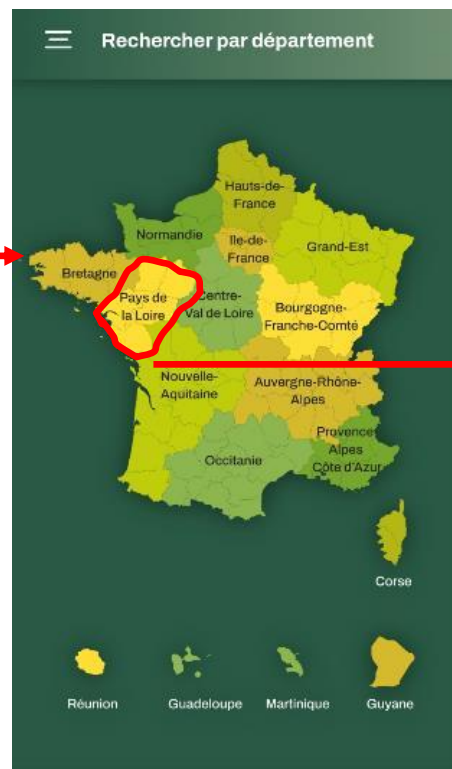 Rechercher par département
Hauts-de-
France
Normandie
Ile-de-
France
Grand-Est
Bretagne
Pays de
la Loire
Centre-
Val de Loire
Bourgogne-
Franche-Comté
Nouvelle-
Aquitaine
Auvergne-Rhône-
Alpes
Provence
Alpes
Côte d'Azur
Occitanie
Corse
Réunion
Guadeloupe
Martinique
Guyane